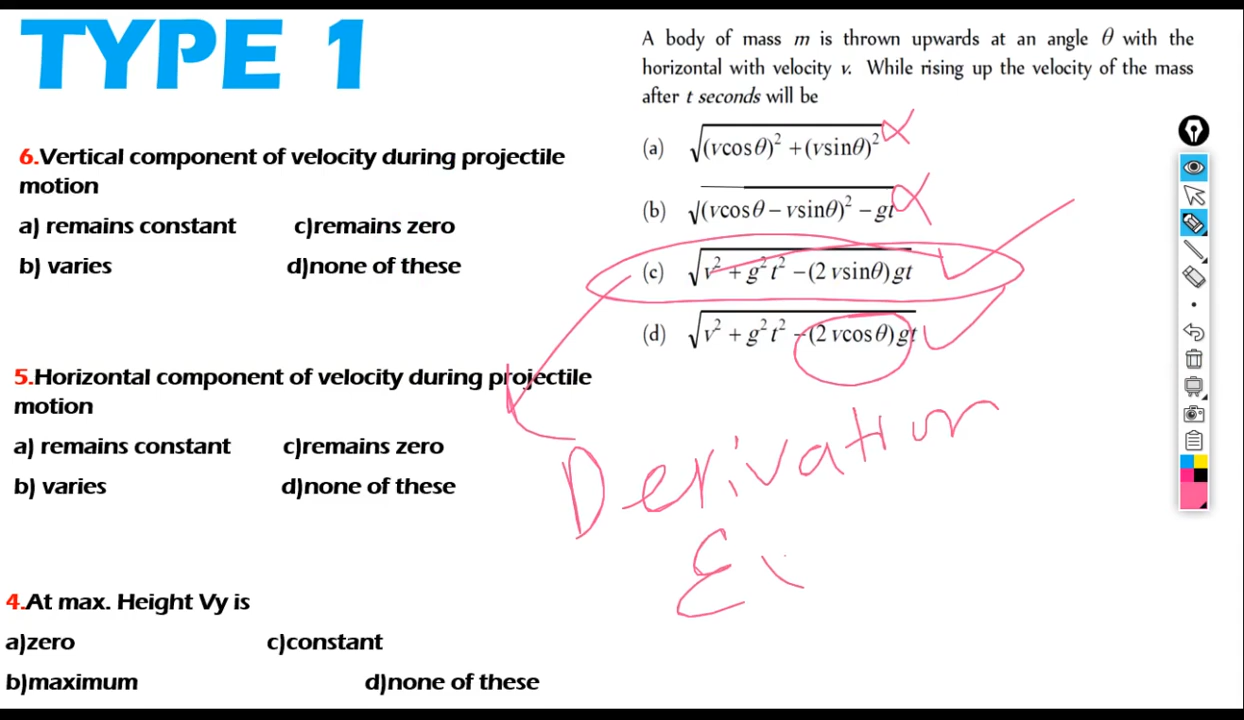 TYPE 1
6.Vertical component of velocity during projectile
motion
a) remains constant c)remains zero
b) varies d)none of these
5.Horizontal component of velocity during projectile
motion
a) remains constant c)remains zero
b) varies d)none of these
4.At max. Height Vy is
a)zero c)constant
b)maximum d)none of these
A body of mass m is thrown upwards at an angle θ with the
horizontal with velocity v. While rising up the velocity of the mass
after t seconds will be
(a) √(vcosθ)² + (vsinθ)²
(b) √(vcosθ – vsinθ)² – gt
(c) √v² + g² t² – (2 vsinθ) gt
(d) √v² + g² t² – (2 vcosθ) gt
Derivation